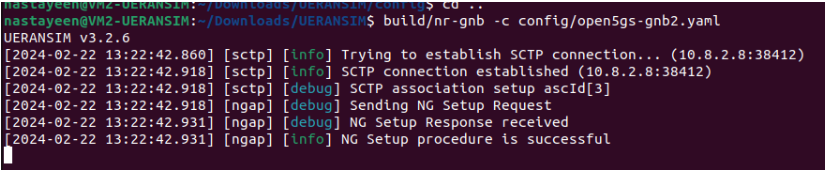 nastayeen@VM2-UERANSIM:~/Downloads/UERANSIM/config$ cd ..
nastayeen@VM2-UERANSIM:~/Downloads/UERANSIM$ build/nr-gnb -c config/open5gs-gnb2.yaml
UERANSIM v3.2.6
[2024-02-22 13:22:42.860] [sctp] [info] Trying to establish SCTP connection... (10.8.2.8:38412)
[2024-02-22 13:22:42.918] [sctp] [info] SCTP connection established (10.8.2.8:38412)
[2024-02-22 13:22:42.918] [sctp] [debug] SCTP association setup ascId[3]
[2024-02-22 13:22:42.918] [ngap] [debug] Sending NG Setup Request
[2024-02-22 13:22:42.931] [ngap] [debug] NG Setup Response received
[2024-02-22 13:22:42.931] [ngap] [info] NG Setup procedure is successful